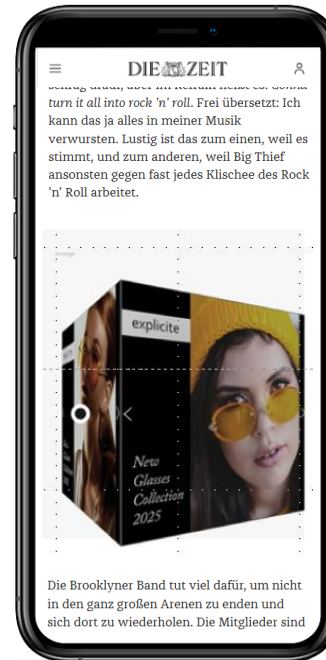 DIE ZEIT
turn it all into rock 'n' roll. Frei übersetzt: Ich
kann das ja alles in meiner Musik
verwursten. Lustig ist das zum einen, weil es
stimmt, und zum anderen, weil Big Thief
ansonsten gegen fast jedes Klischee des Rock
'n' Roll arbeitet.
explicite
New
Glasses
Collection
2025
Die Brooklyner Band tut viel dafür, um nicht
in den ganz großen Arenen zu enden und
sich dort zu wiederholen. Die Mitglieder sind